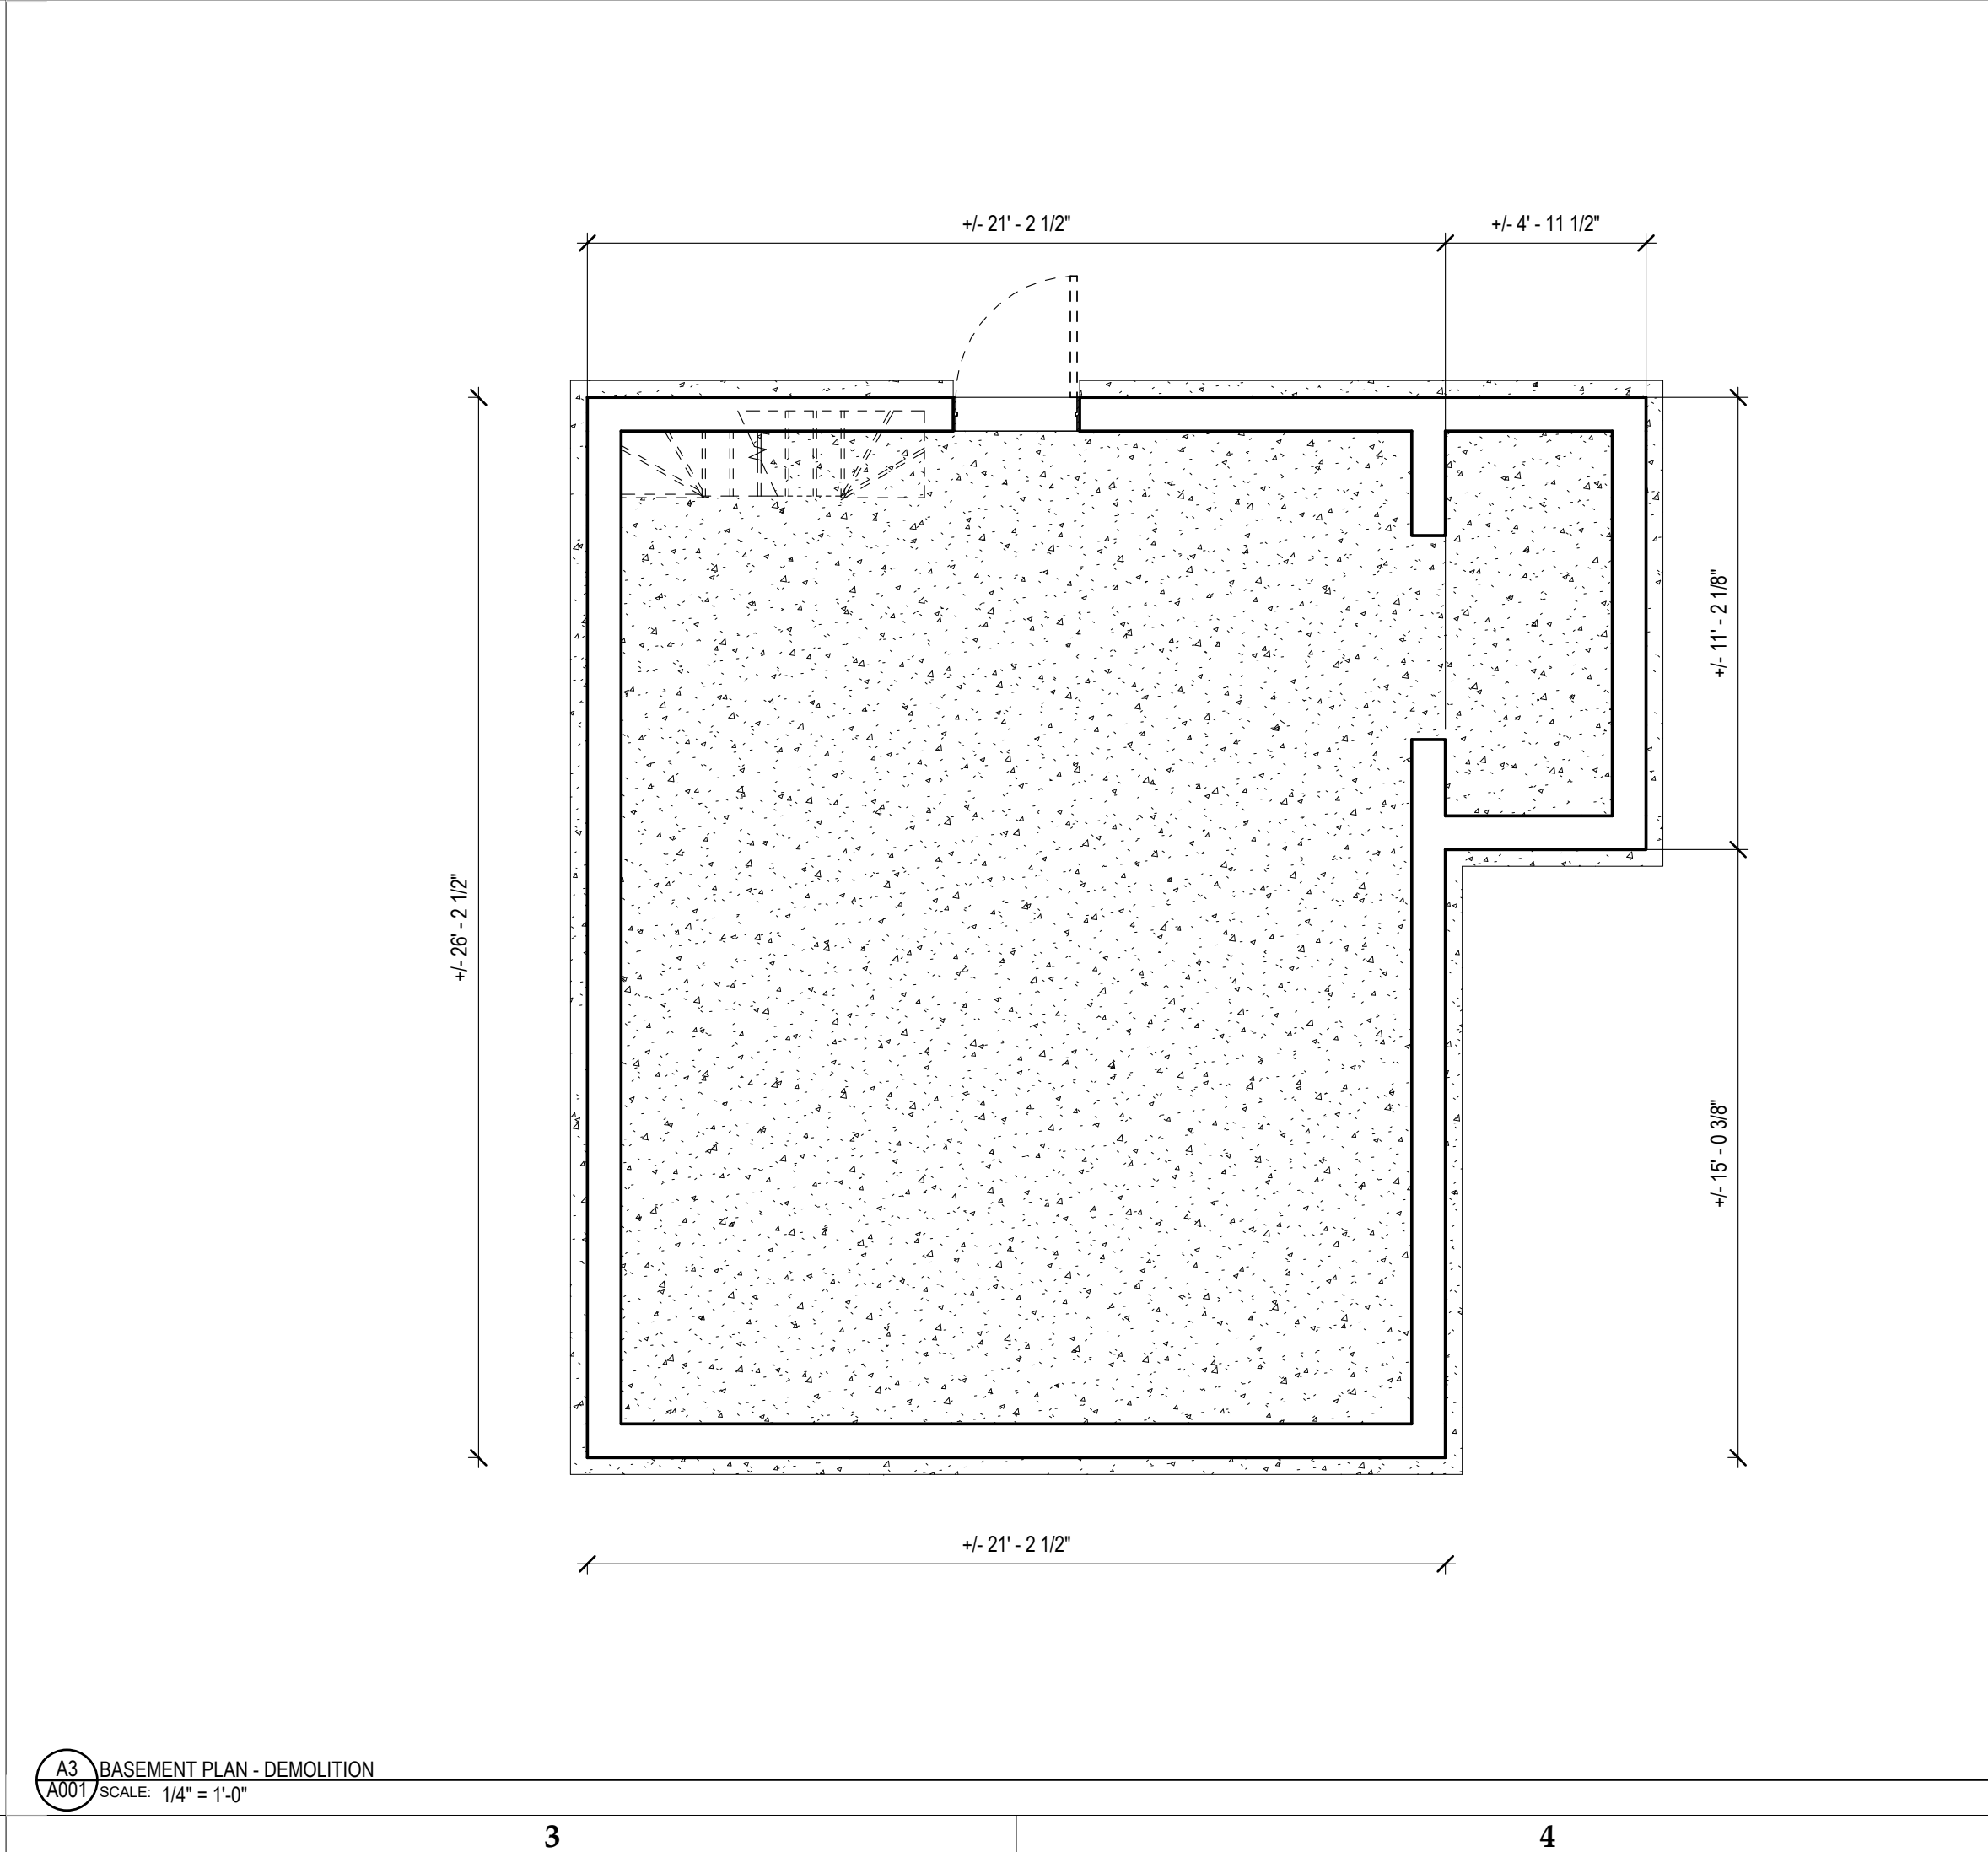 +/- 21' - 2 1/2"
+/- 4' - 11 1/2"
+/- 11' - 2 1/8"
+/- 26' - 2 1/2"
+/- 15' - 0 3/8"
+/- 21' - 2 1/2"
A3
BASEMENT PLAN - DEMOLITION
A001
SCALE: 1/4" = 1'-0"
3
4